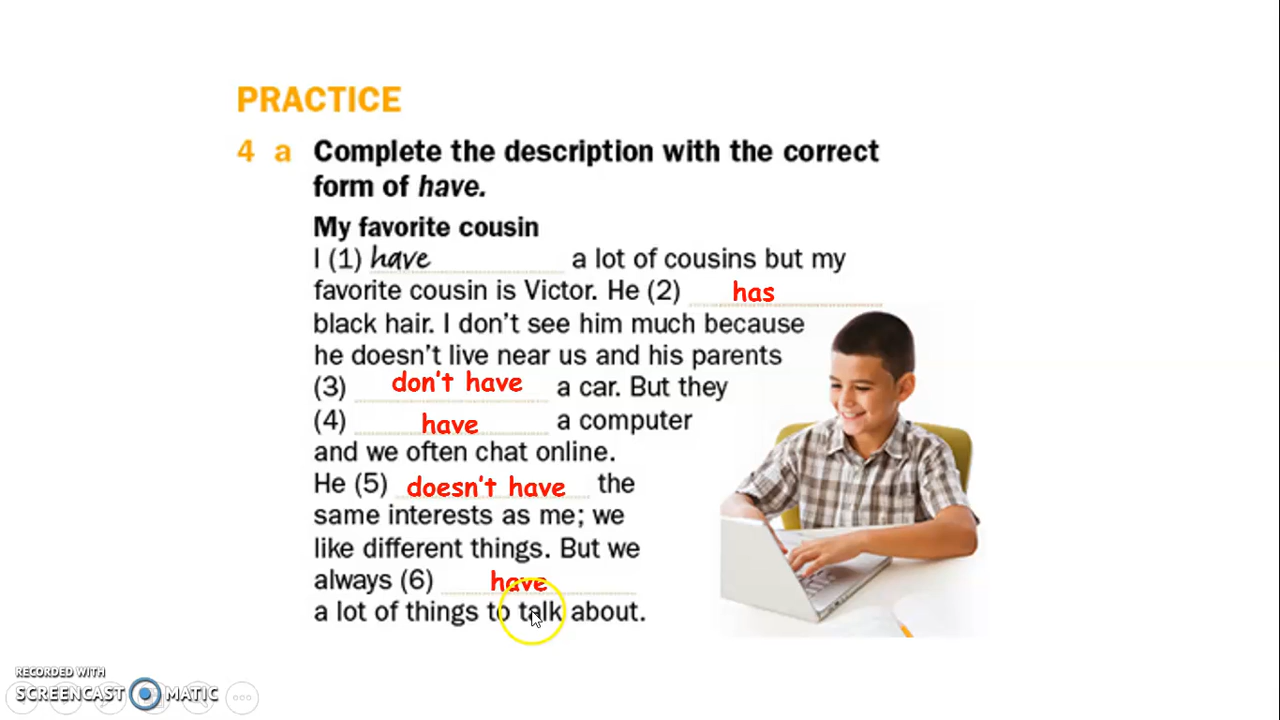 PRACTICE
4 a Complete the description with the correct
form of have.
My favorite cousin
I (1) have a lot of cousins but my
favorite cousin is Victor. He (2) has
black hair. I don't see him much because
he doesn't live near us and his parents
(3) don't have a car. But they
(4) have a computer
and we often chat online.
He (5) doesn't have the
same interests as me; we
like different things. But we
always (6) have
a lot of things to talk about.
RECORDED WITH
SCREENCAST MATIC